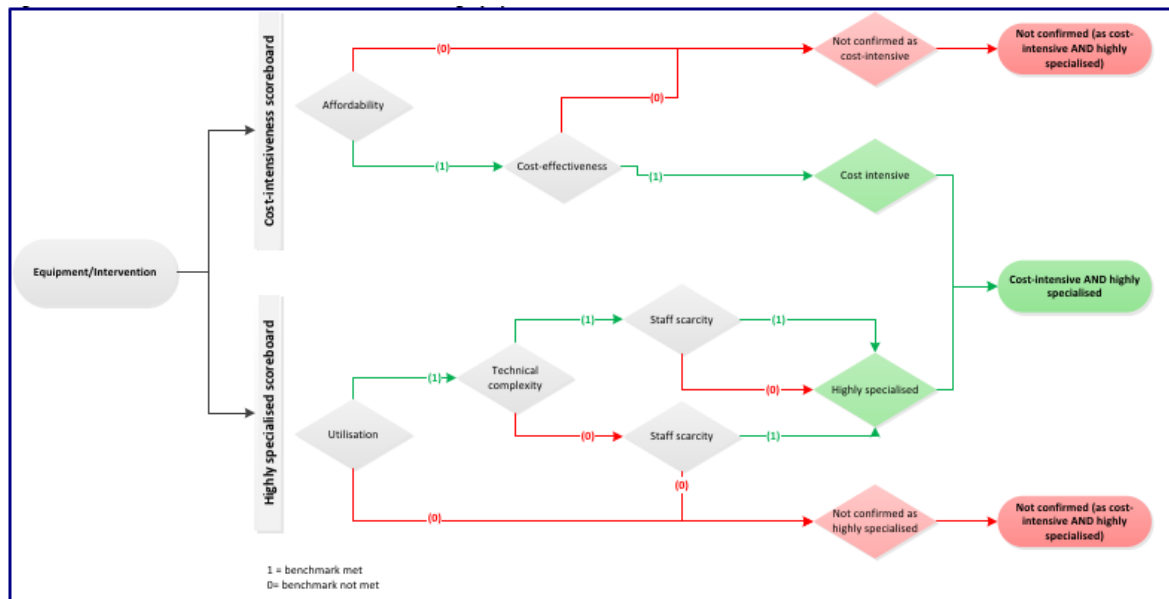 Cost-intensiveness scoreboard
(0)
Not confirmed as
cost-intensive
Not confirmed (as cost-
intensive AND highly
specialised)
Affordability
(0)
(1)
Cost-effectiveness
(1)
Cost intensive
Equipment/Intervention
Cost-intensive AND highly
specialised
Highly specialised scoreboard
(1)
Staff scarcity
(1)
(1)
Technical
complexity
(0)
Highly specialised
Utilisation
(0)
Staff scarcity
(1)
(0)
(0)
Not confirmed as
highly specialised
Not confirmed (as cost-
intensive AND highly
specialised)
1 = benchmark met
0= benchmark not met